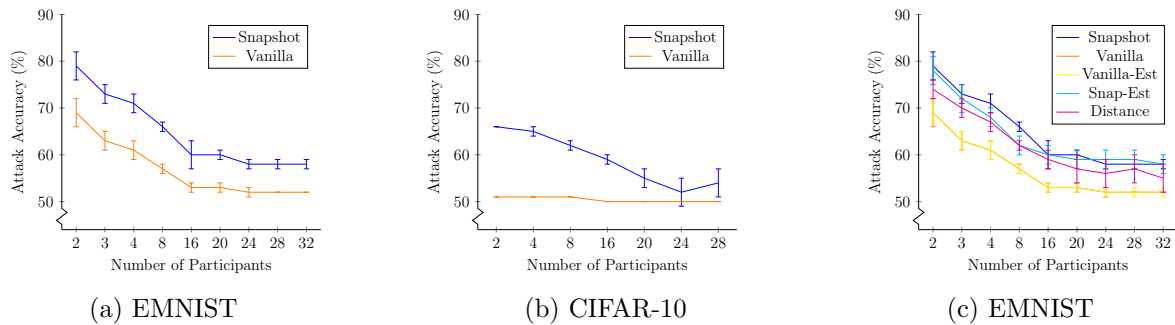 90
80
70
60
50
Attack Accuracy (%)
2 3 4 8 16 20 24 28 32
Number of Participants
Snapshot
Vanilla
(a) EMNIST
90
80
70
60
50
Attack Accuracy (%)
2 4 8 16 20 24 28
Number of Participants
Snapshot
Vanilla
(b) CIFAR-10
90
80
70
60
50
Attack Accuracy (%)
2 3 4 8 16 20 24 28 32
Number of Participants
Snapshot
Vanilla
Vanilla-Est
Snap-Est
Distance
(c) EMNIST